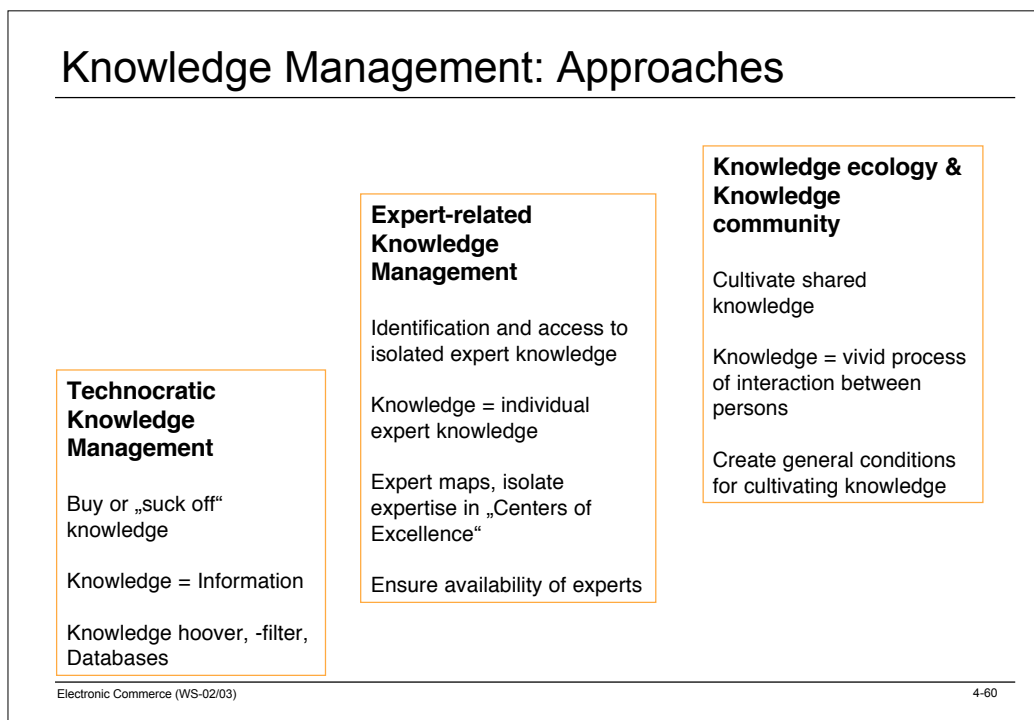 Knowledge Management: Approaches
Technocratic
Knowledge
Management
Buy or „suck off“
knowledge
Knowledge = Information
Knowledge hoover, -filter,
Databases
Expert-related
Knowledge
Management
Identification and access to
isolated expert knowledge
Knowledge = individual
expert knowledge
Expert maps, isolate
expertise in „Centers of
Excellence“
Ensure availability of experts
Knowledge ecology &
Knowledge
community
Cultivate shared
knowledge
Knowledge = vivid process
of interaction between
persons
Create general conditions
for cultivating knowledge
Electronic Commerce (WS-02/03)
4-60